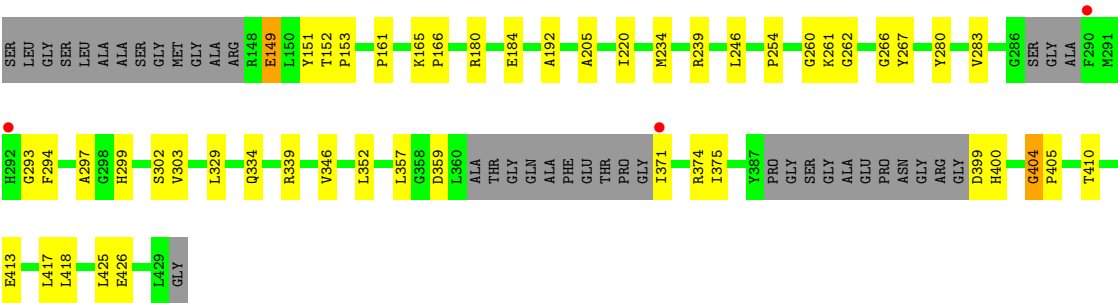 SER LEU GLY SER LEU ALA ALA SER GLY MET GLY ALA ARG R148 E149 L150 Y151 T152 P153 P161 K165 P166 R180 E184 A192 A205 I220 M234 R239 L246 P254 G260 K261 G262 G266 Y267 Y280 V283 G286 SER GLY ALA F290 M291
H292 G293 F294 A297 G298 H299 S302 V303 L329 Q334 R339 V346 L352 L357 G358 D359 L360 ALA THR GLY GLN ALA PHE GLU THR PRO GLY I371 R374 I375 Y387 PRO GLY SER GLY ALA GLU PRO ASN GLY ARG GLY D399 H400 G404 P405 T410
E413 L417 L418 L425 E426 L429 GLY